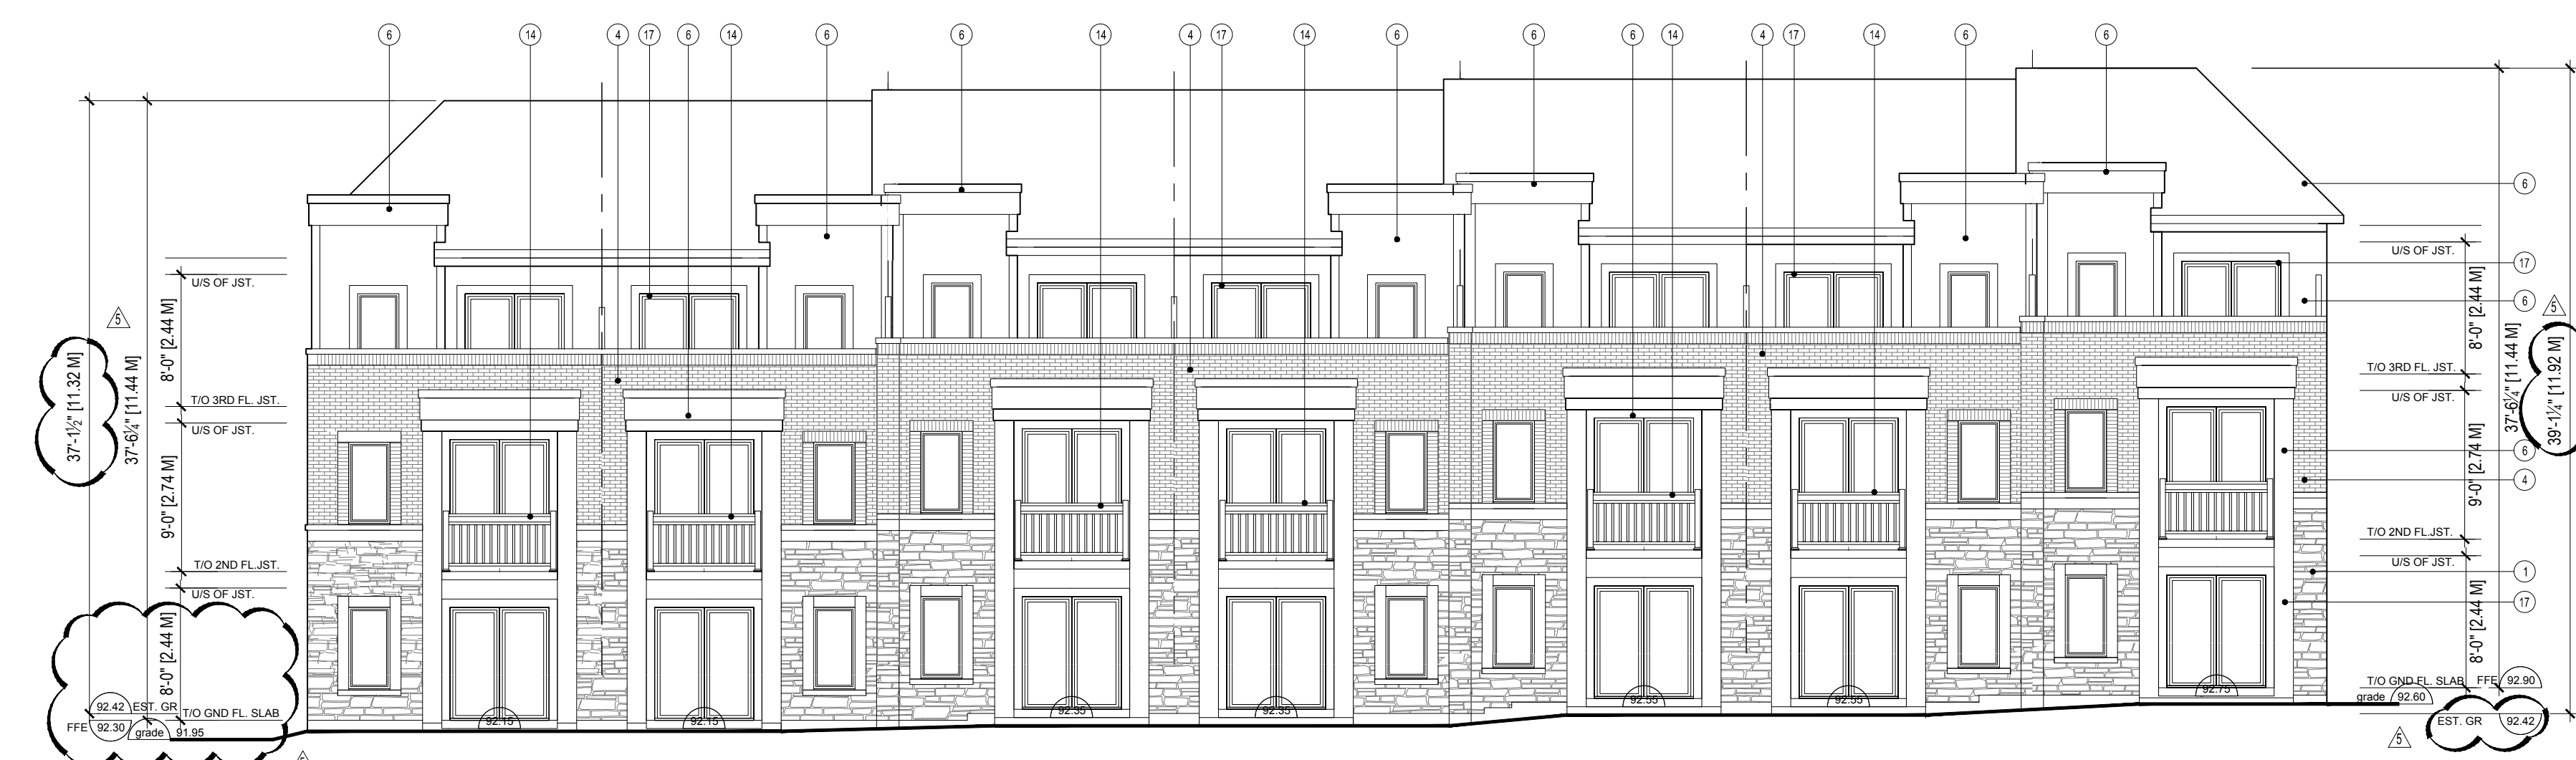 6 14 4 17 6 14 6 6 14 4 17 14 6 6 6 14 4 17 14 6 6
6
U/S OF JST.
U/S OF JST.
17
6
5
5
8'-0" [2.44 M]
8'-0" [2.44 M]
37'-1½" [11.32 M]
37'-6¼" [11.44 M]
37'-6¼" [11.44 M]
39'-1¼" [11.92 M]
T/O 3RD FL. JST.
T/O 3RD FL. JST.
U/S OF JST.
U/S OF JST.
9'-0" [2.74 M]
9'-0" [2.74 M]
6
4
T/O 2ND FL.JST.
T/O 2ND FL.JST.
U/S OF JST.
U/S OF JST.
1
17
8'-0" [2.44 M]
8'-0" [2.44 M]
92.42 EST. GR
T/O GND FL. SLAB
FFE 92.30
grade 91.95
92.15 92.15 92.35 92.35 92.55 92.55 92.75
T/O GND FL. SLAB
FFE 92.90
grade 92.60
EST. GR 92.42
5